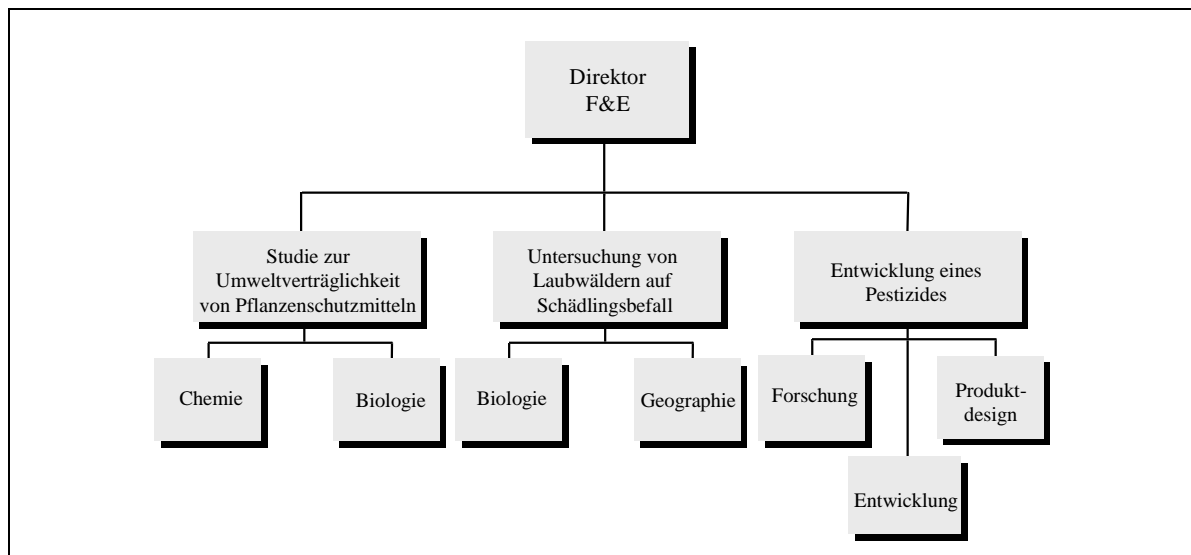 Direktor
F&E
Studie zur
Umweltverträglichkeit
von Pflanzenschutzmitteln
Untersuchung von
Laubwäldern auf
Schädlingsbefall
Entwicklung eines
Pestizides
Chemie
Biologie
Biologie
Geographie
Forschung
Produkt-
design
Entwicklung